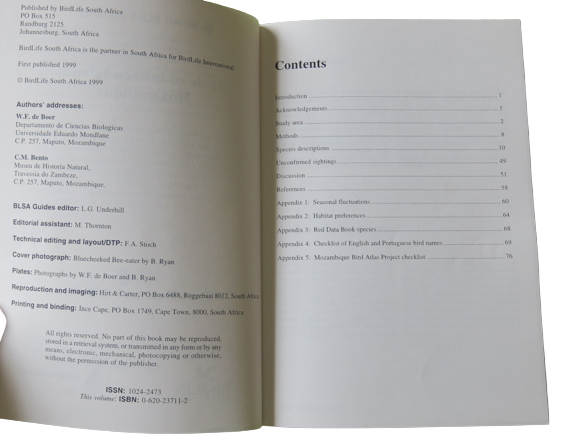 Published by BirdLife South Africa
PO Box 515
Randburg 2125
Johannesburg, South Africa
BirdLife South Africa is the partner in South Africa for BirdLife International.
First published 1999
© BirdLife South Africa 1999
Authors' addresses:
W.F. de Boer
Departamento de Ciencias Biologicas
Universidade Eduardo Mondlane
C.P. 257, Maputo, Mozambique
C.M. Bento
Museu de Historia Natural,
Travessia do Zambeze,
C.P. 257, Maputo, Mozambique.
BLSA Guides editor: L.G. Underhill
Editorial assistant: M. Thornton
Technical editing and layout/DTP: F.A. Stoch
Cover photograph: Bluecheeked Bee-eater by B. Ryan
Plates: Photographs by W.F. de Boer and B. Ryan
Reproduction and imaging: Hirt & Carter, PO Box 6488, Roggebaai 8012, South Africa
Printing and binding: Ince Cape, PO Box 1749, Cape Town, 8000, South Africa
All rights reserved. No part of this book may be reproduced,
stored in a retrieval system, or transmitted in any form or by any
means, electronic, mechanical, photocopying or otherwise,
without the permission of the publisher.
ISSN: 1024-2473
This volume: ISBN: 0-620-23711-2
Contents
Introduction 1
Acknowledgements 1
Study area 2
Methods 8
Species descriptions 10
Unconfirmed sightings 49
Discussion 51
References 58
Appendix 1: Seasonal fluctuations 60
Appendix 2: Habitat preferences 64
Appendix 3: Red Data Book species 68
Appendix 4: Checklist of English and Portuguese bird names 69
Appendix 5: Mozambique Bird Atlas Project checklist 76